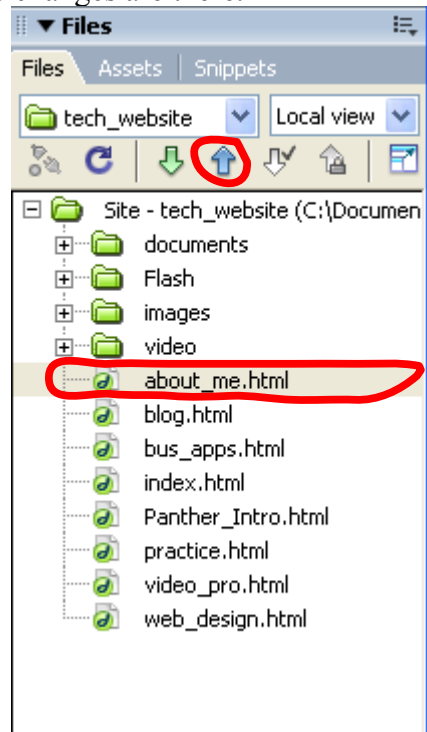 Files
Files Assets Snippets
tech_website Local view
Site - tech_website (C:\Documen
documents
Flash
images
video
about_me.html
blog.html
bus_apps.html
index.html
Panther_Intro.html
practice.html
video_pro.html
web_design.html